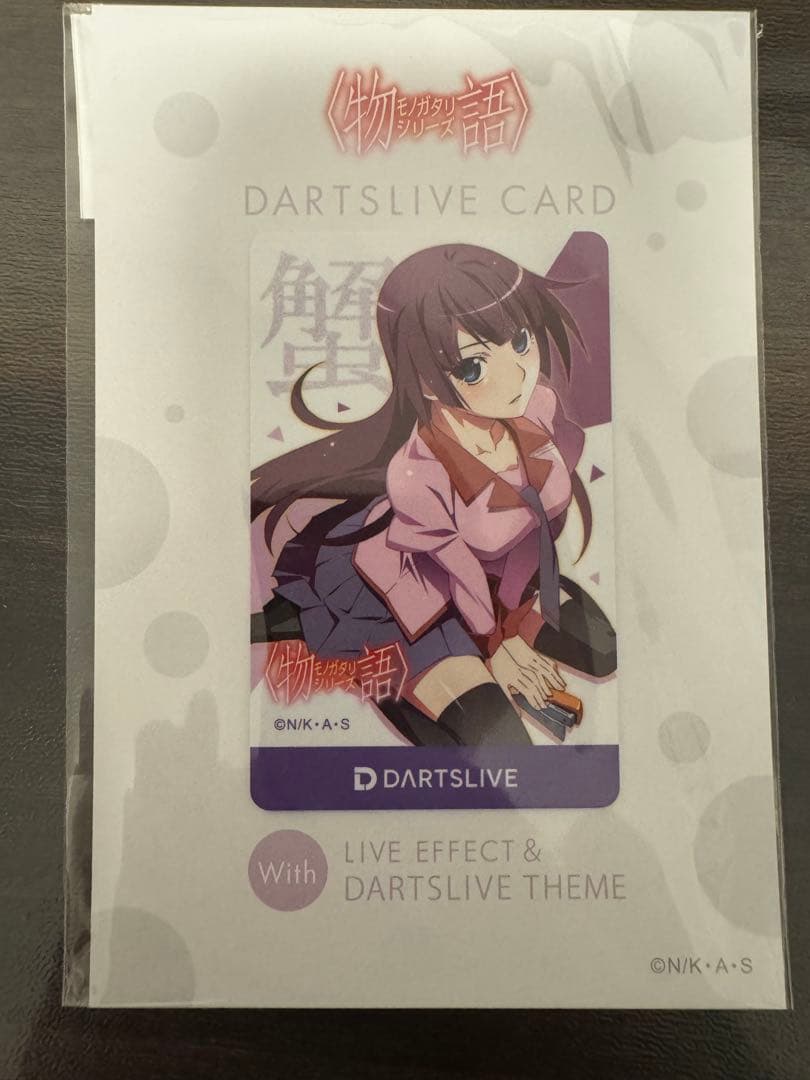 〈物語〉
モノガタリ
シリーズ
DARTSLIVE CARD
蟹
〈物語〉
モノガタリ
シリーズ
©N/K・A・S
DARTSLIVE
With
LIVE EFFECT &
DARTSLIVE THEME
©N/K・A・S